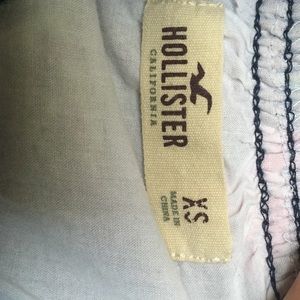 HOLLISTER
CALIFORNIA
XS
MADE IN
CHINA